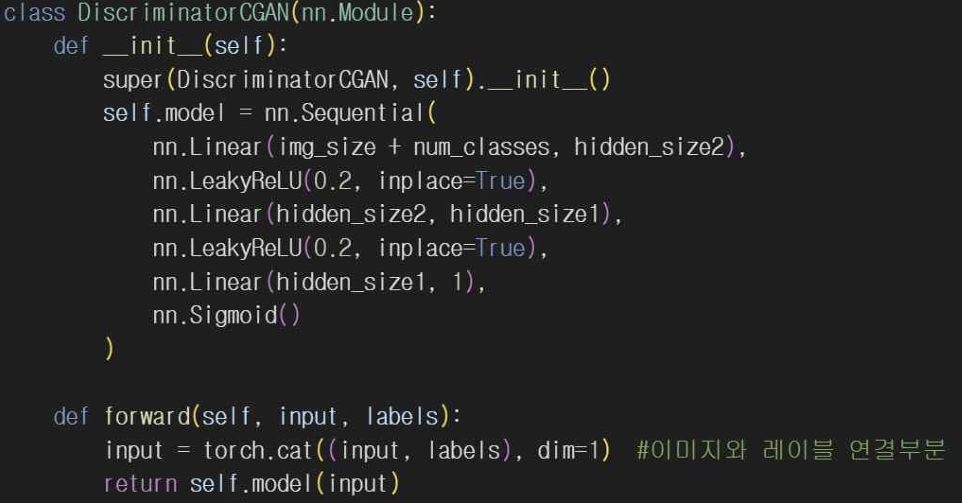 class DiscriminatorCGAN(nn.Module):
    def __init__(self):
        super(DiscriminatorCGAN, self).__init__()
        self.model = nn.Sequential(
            nn.Linear(img_size + num_classes, hidden_size2),
            nn.LeakyReLU(0.2, inplace=True),
            nn.Linear(hidden_size2, hidden_size1),
            nn.LeakyReLU(0.2, inplace=True),
            nn.Linear(hidden_size1, 1),
            nn.Sigmoid()
        )
    def forward(self, input, labels):
        input = torch.cat((input, labels), dim=1)  #이미지와 레이블 연결부분
        return self.model(input)